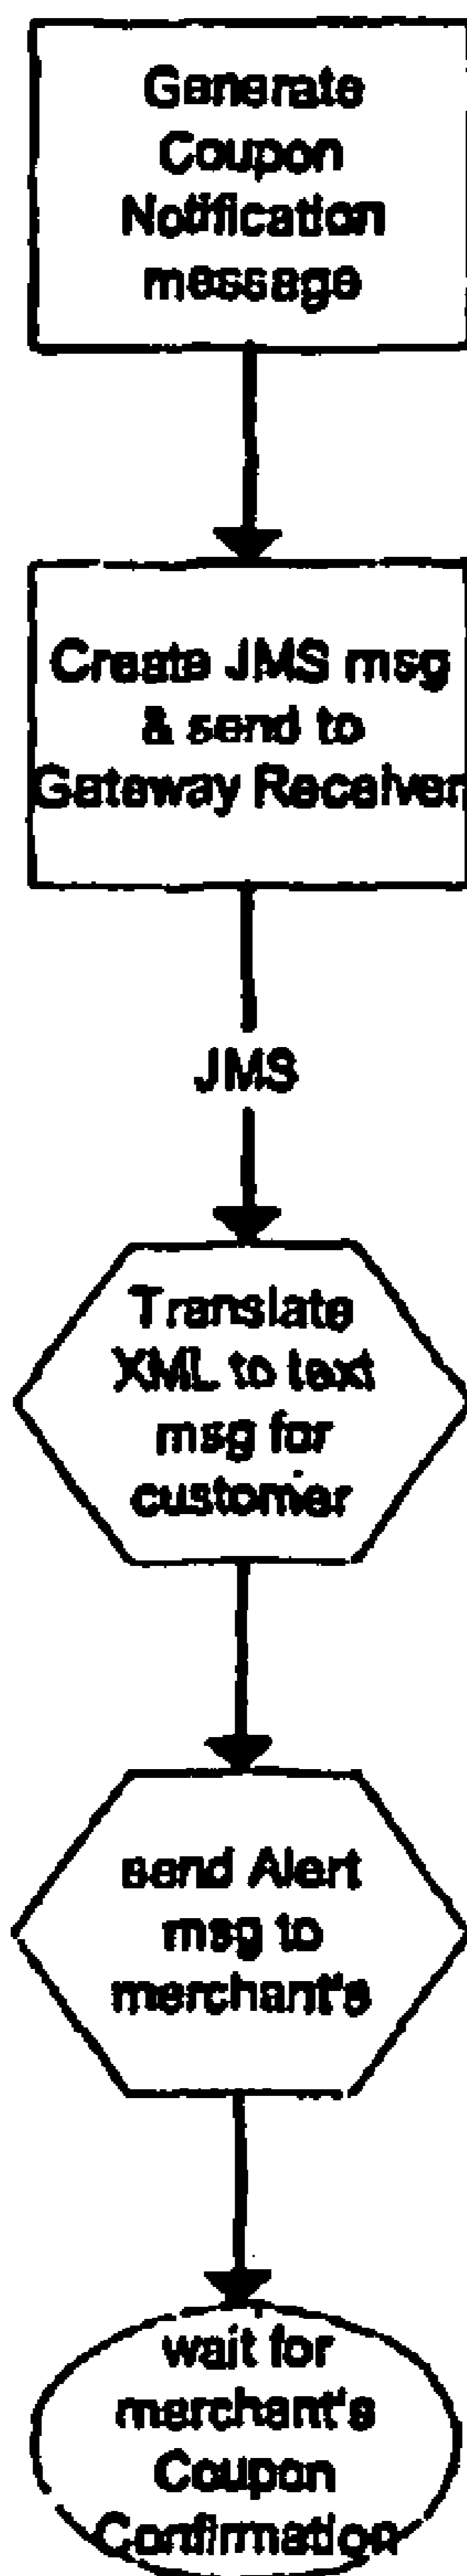 Generate
Coupon
Notification
message
Create JMS msg
& send to
Gateway Receiver
JMS
Translate
XML to text
msg for
customer
send Alert
msg to
merchant's
wait for
merchant's
Coupon
Confirmation